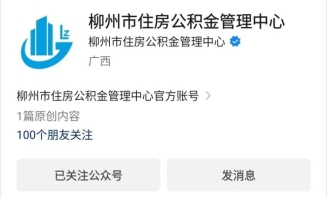 柳州市住房公积金管理中心
LZ
柳州市住房公积金管理中心
广西
柳州市住房公积金管理中心官方账号
1篇原创内容
100个朋友关注
已关注公众号
发消息